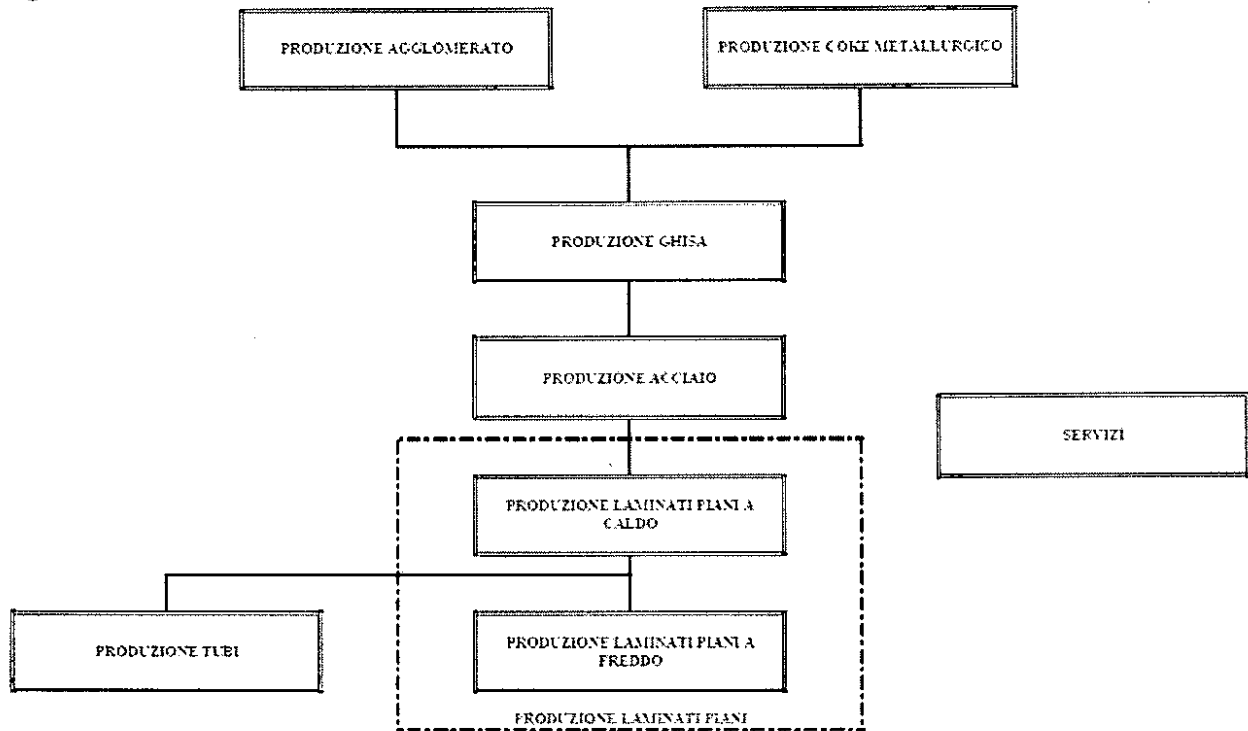 PRODUZIONE AGGLOMERATO
PRODUZIONE COKE METALLURGICO
PRODUZIONE GHISA
PRODUZIONE ACCIAIO
SERVIZI
PRODUZIONE LAMINATI PIANI A
CALDO
PRODUZIONE TUBI
PRODUZIONE LAMINATI PIANI A
FREDDO
PRODUZIONE LAMINATI PIANI